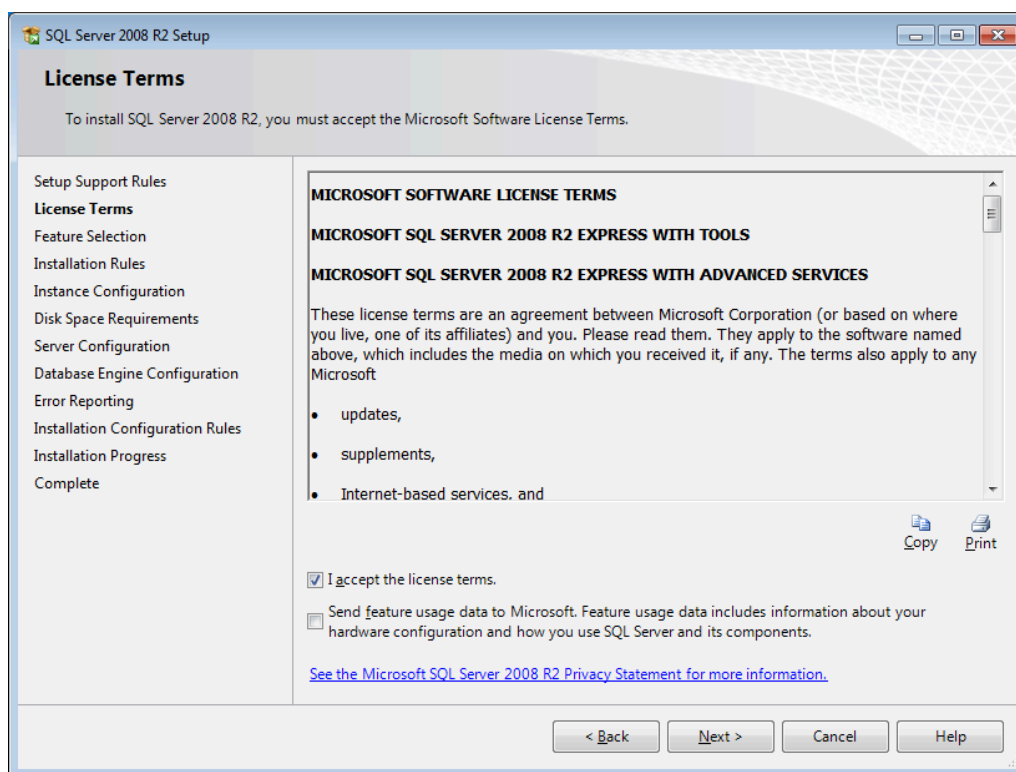 SQL Server 2008 R2 Setup
License Terms
To install SQL Server 2008 R2, you must accept the Microsoft Software License Terms.
Setup Support Rules
License Terms
Feature Selection
Installation Rules
Instance Configuration
Disk Space Requirements
Server Configuration
Database Engine Configuration
Error Reporting
Installation Configuration Rules
Installation Progress
Complete
MICROSOFT SOFTWARE LICENSE TERMS
MICROSOFT SQL SERVER 2008 R2 EXPRESS WITH TOOLS
MICROSOFT SQL SERVER 2008 R2 EXPRESS WITH ADVANCED SERVICES
These license terms are an agreement between Microsoft Corporation (or based on where
you live, one of its affiliates) and you. Please read them. They apply to the software named
above, which includes the media on which you received it, if any. The terms also apply to any
Microsoft
• updates,
• supplements,
• Internet-based services, and
Copy Print
I accept the license terms.
Send feature usage data to Microsoft. Feature usage data includes information about your
hardware configuration and how you use SQL Server and its components.
See the Microsoft SQL Server 2008 R2 Privacy Statement for more information.
< Back Next > Cancel Help